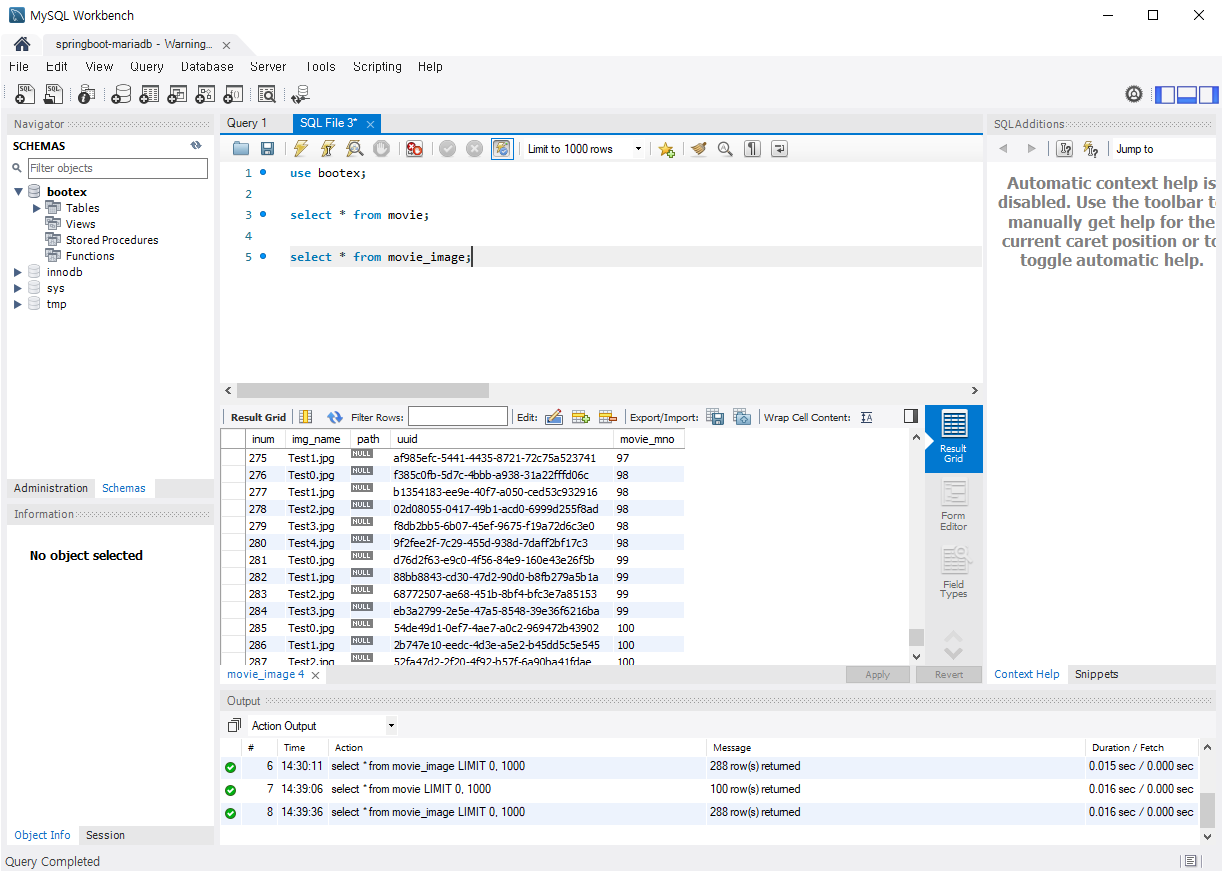 MySQL Workbench
springboot-mariadb - Warning...
File Edit View Query Database Server Tools Scripting Help
Navigator
SCHEMAS
Filter objects
bootex
Tables
Views
Stored Procedures
Functions
innodb
sys
tmp
Administration Schemas
Information
No object selected
Object Info Session
Query 1 SQL File 3*
Limit to 1000 rows
1 use bootex;
2
3 select * from movie;
4
5 select * from movie_image;
Result Grid Filter Rows: Edit: Export/Import: Wrap Cell Content:
inum img_name path uuid movie_mno
275 Test1.jpg NULL af985efc-5441-4435-8721-72c75a523741 97
276 Test0.jpg NULL f385c0fb-5d7c-4bbb-a938-31a22fffd06c 98
277 Test1.jpg NULL b1354183-ee9e-40f7-a050-ced53c932916 98
278 Test2.jpg NULL 02d08055-0417-49b1-acd0-6999d255f8ad 98
279 Test3.jpg NULL f8db2bb5-6b07-45ef-9675-f19a72d6c3e0 98
280 Test4.jpg NULL 9f2fee2f-7c29-455d-938d-7daff2bf17c3 98
281 Test0.jpg NULL d76d2f63-e9c0-4f56-84e9-160e43e26f5b 99
282 Test1.jpg NULL 88bb8843-cd30-47d2-90d0-b8fb279a5b1a 99
283 Test2.jpg NULL 68772507-ae68-451b-8bf4-bfc3e7a85153 99
284 Test3.jpg NULL eb3a2799-2e5e-47a5-8548-39e36f6216ba 99
285 Test0.jpg NULL 54de49d1-0ef7-4ae7-a0c2-969472b43902 100
286 Test1.jpg NULL 2b747e10-eedc-4d3e-a5e2-b45dd5c5e545 100
287 Test2.jpg NULL 52fa47d2-2f20-4f92-b57f-6a90ba41fdae 100
Result
Grid
Form
Editor
Field
Types
movie_image 4 Apply Revert
SQLAdditions
Jump to
Automatic context help is
disabled. Use the toolbar t
manually get help for the
current caret position or to
toggle automatic help.
Context Help Snippets
Output
Action Output
# Time Action Message Duration / Fetch
6 14:30:11 select * from movie_image LIMIT 0, 1000 288 row(s) returned 0.015 sec / 0.000 sec
7 14:39:06 select * from movie LIMIT 0, 1000 100 row(s) returned 0.016 sec / 0.000 sec
8 14:39:36 select * from movie_image LIMIT 0, 1000 288 row(s) returned 0.016 sec / 0.000 sec
Query Completed